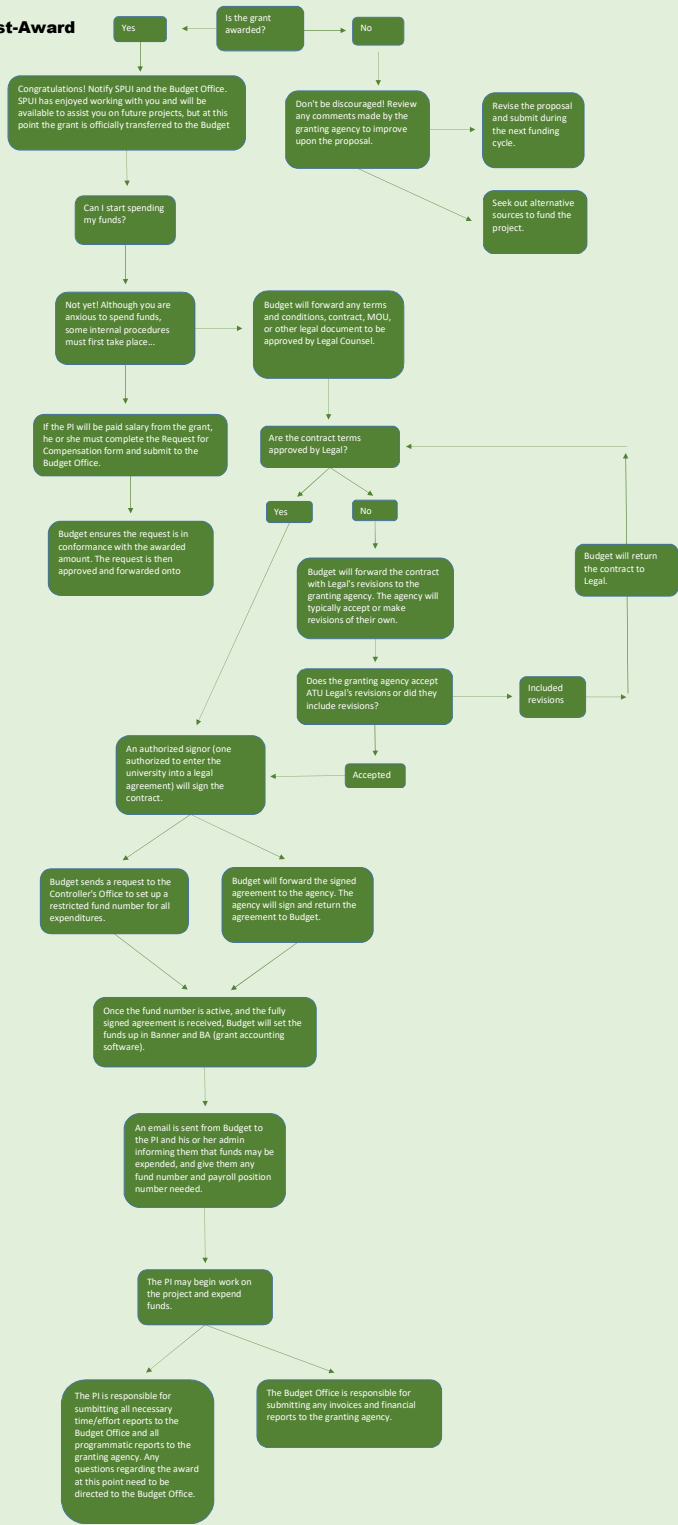 st-Award
Is the grant
awarded?
Yes
No
Congratulations! Notify SPUI and the Budget Office.
SPUI has enjoyed working with you and will be
available to assist you on future projects, but at this
point the grant is officially transferred to the Budget
Don't be discouraged! Review
any comments made by the
granting agency to improve
upon the proposal.
Revise the proposal
and submit during
the next funding
cycle.
Can I start spending
my funds?
Seek out alternative
sources to fund the
project.
Not yet! Although you are
anxious to spend funds,
some internal procedures
must first take place...
Budget will forward any terms
and conditions, contract, MOU,
or other legal document to be
approved by Legal Counsel.
If the PI will be paid salary from the grant,
he or she must complete the Request for
Compensation form and submit to the
Budget Office.
Are the contract terms
approved by Legal?
Yes
No
Budget ensures the request is in
conformance with the awarded
amount. The request is then
approved and forwarded onto
Budget will forward the contract
with Legal's revisions to the
granting agency. The agency will
typically accept or make
revisions of their own.
Budget will return
the contract to
Legal.
Does the granting agency accept
ATU Legal's revisions or did they
include revisions?
Included
revisions
An authorized signor (one
authorized to enter the
university into a legal
agreement) will sign the
contract.
Accepted
Budget sends a request to the
Controller's Office to set up a
restricted fund number for all
expenditures.
Budget will forward the signed
agreement to the agency. The
agency will sign and return the
agreement to Budget.
Once the fund number is active, and the fully
signed agreement is received, Budget will set the
funds up in Banner and BA (grant accounting
software).
An email is sent from Budget to
the PI and his or her admin
informing them that funds may be
expended, and give them any
fund number and payroll position
number needed.
The PI may begin work on
the project and expend
funds.
The PI is responsible for
sumbitting all necessary
time/effort reports to the
Budget Office and all
programmatic reports to the
granting agency. Any
questions regarding the award
at this point need to be
directed to the Budget Office.
The Budget Office is responsible for
submitting any invoices and financial
reports to the granting agency.